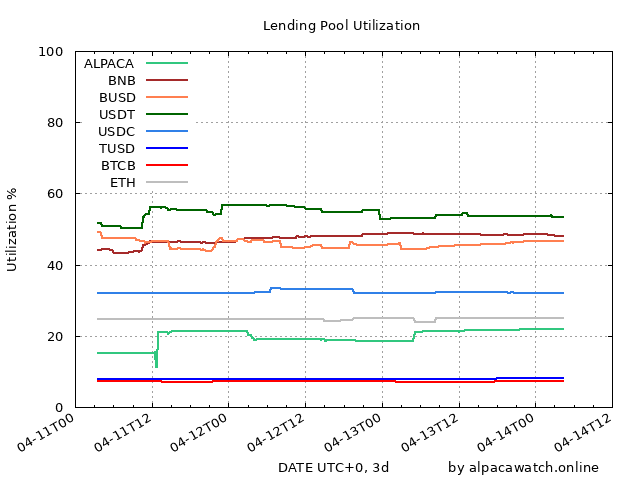 Lending Pool Utilization
100
80
60
40
20
0
Utilization %
ALPACA
BNB
BUSD
USDT
USDC
TUSD
BTCB
ETH
04-11T00
04-11T12
04-12T00
04-12T12
04-13T00
04-13T12
04-14T00
04-14T12
DATE UTC+0, 3d
by alpacawatch.online